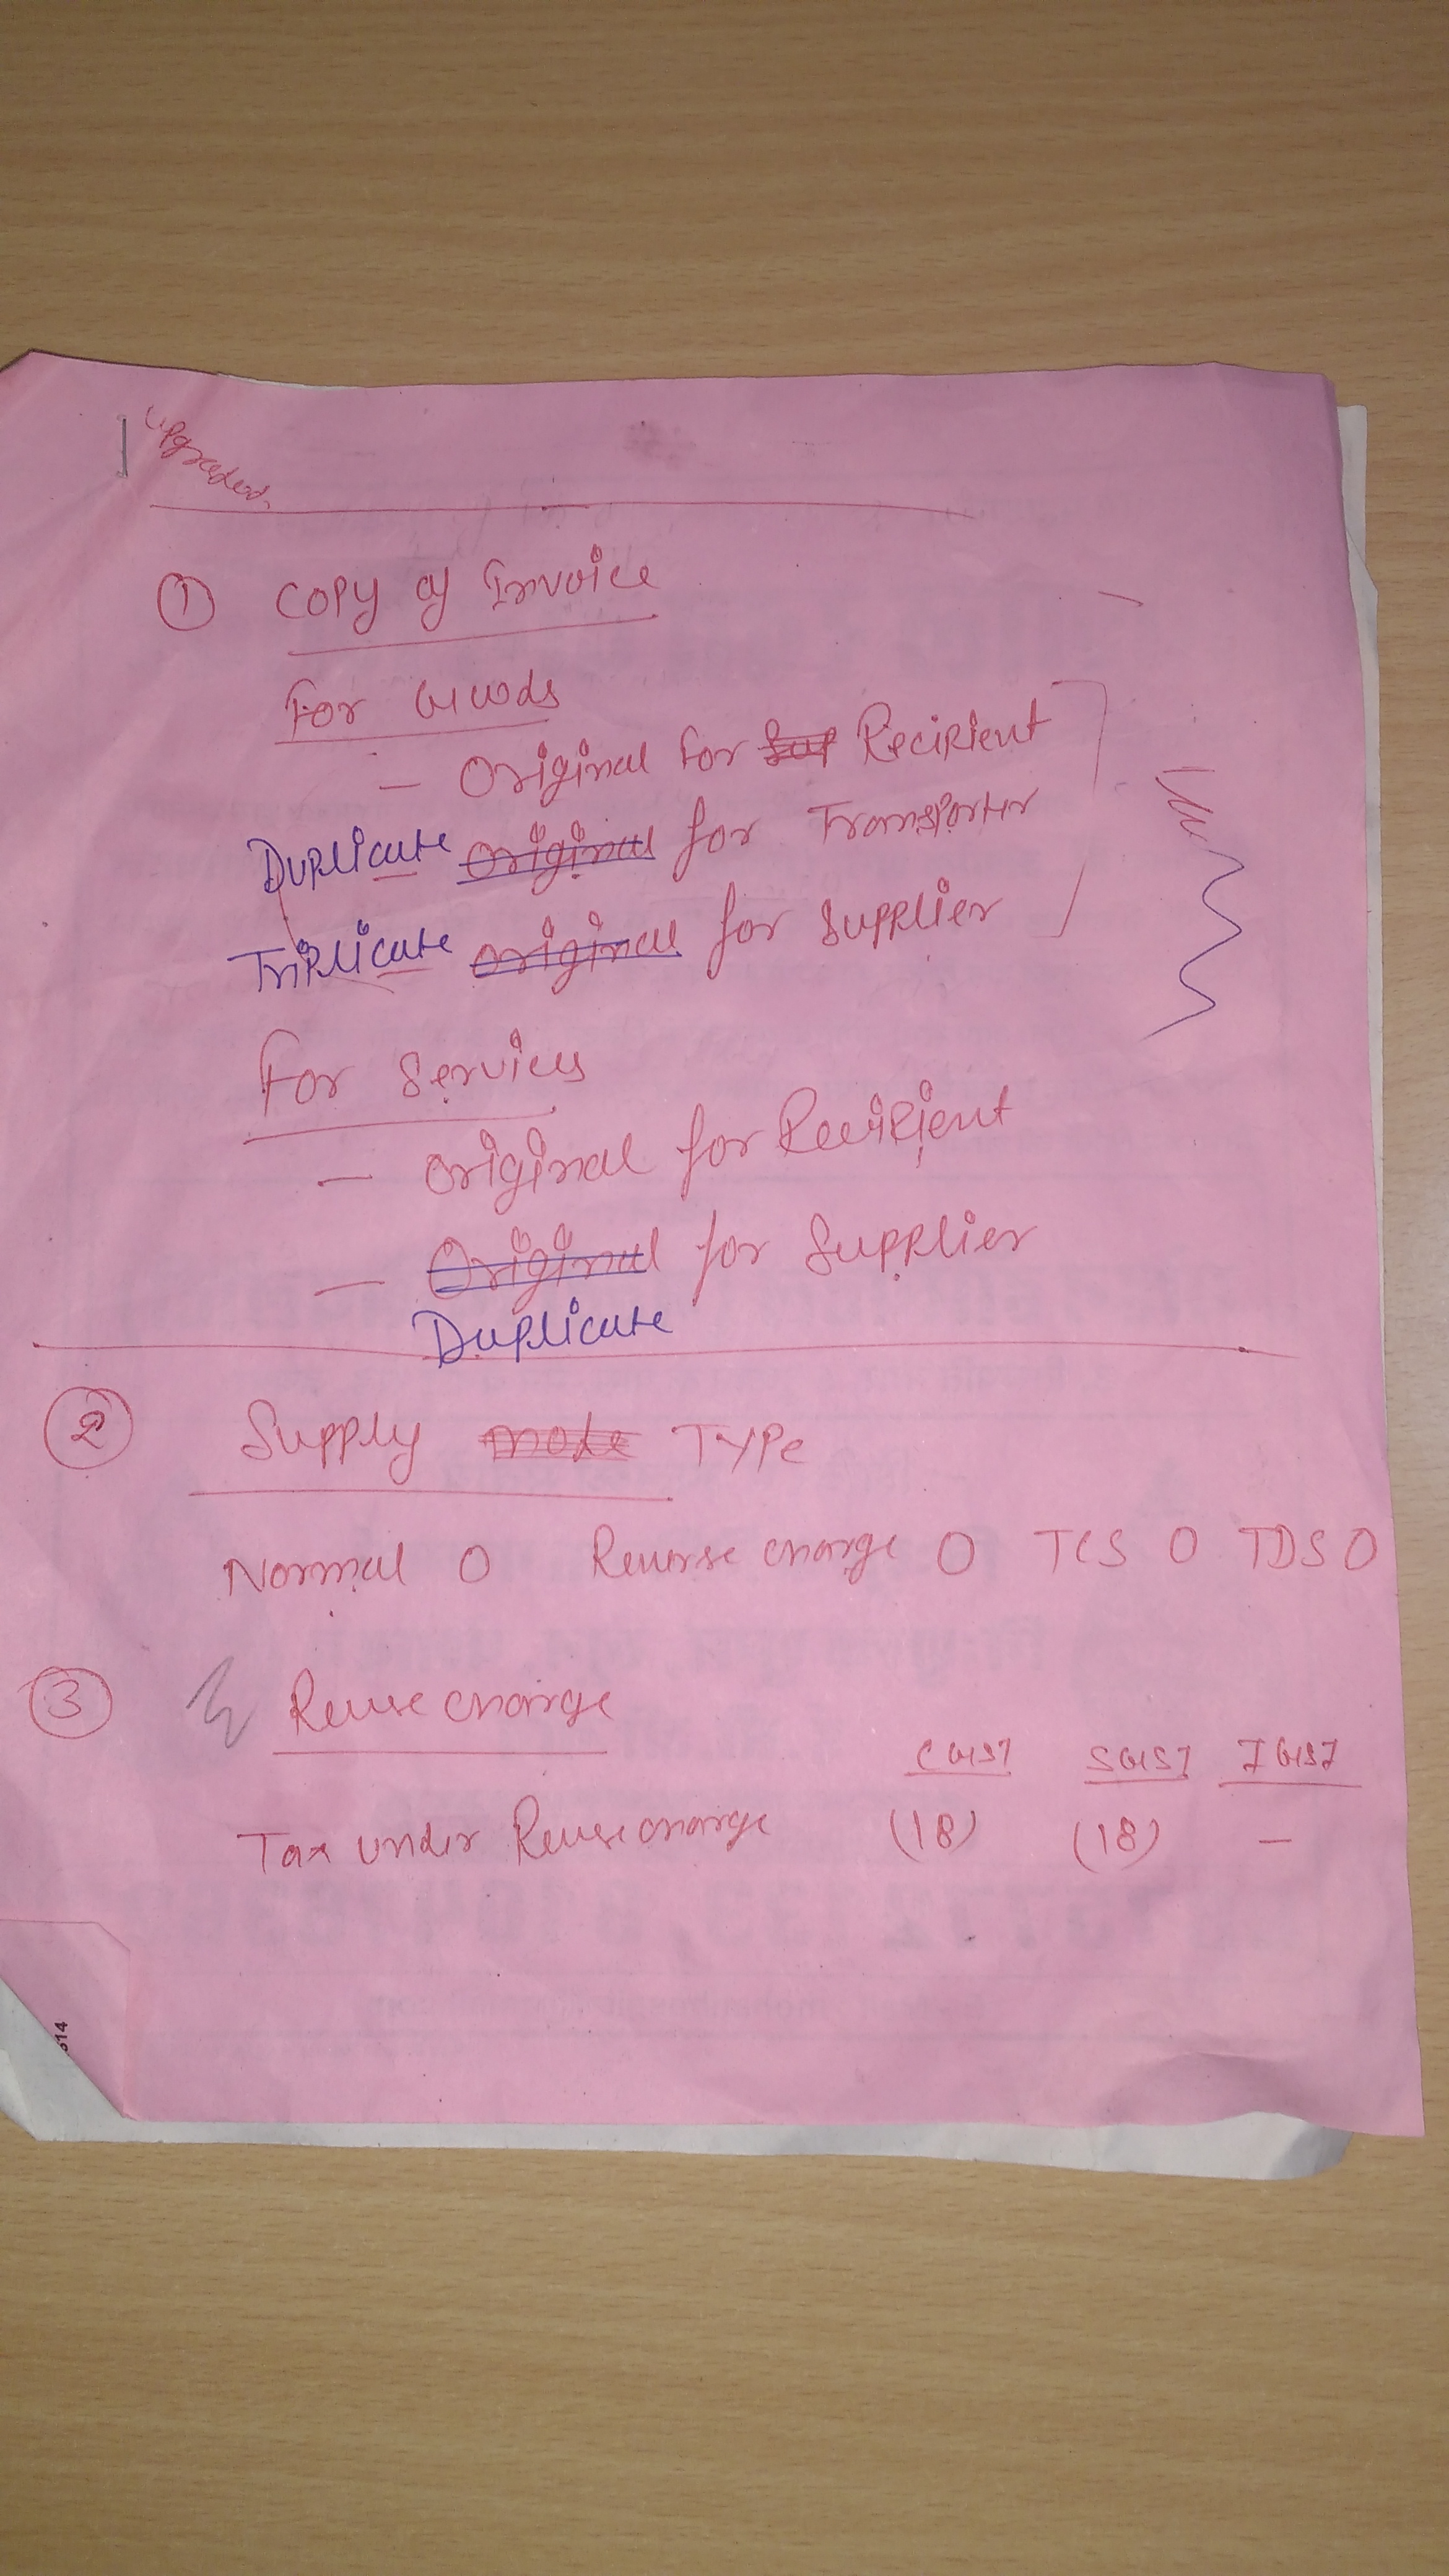 upgraded.
① Copy of Invoice
For Goods
— Original For Recipient
Duplicate original for Transporter
Triplicate original for Supplier
For Services
— Original for Recipient
— Original for Supplier
Duplicate
② Supply mode Type
Normal O Reverse charge O TCS O TDS O
③ Reverse charge
CGST SGST IGST
Tax under Reverse charge (18) (18) —
514